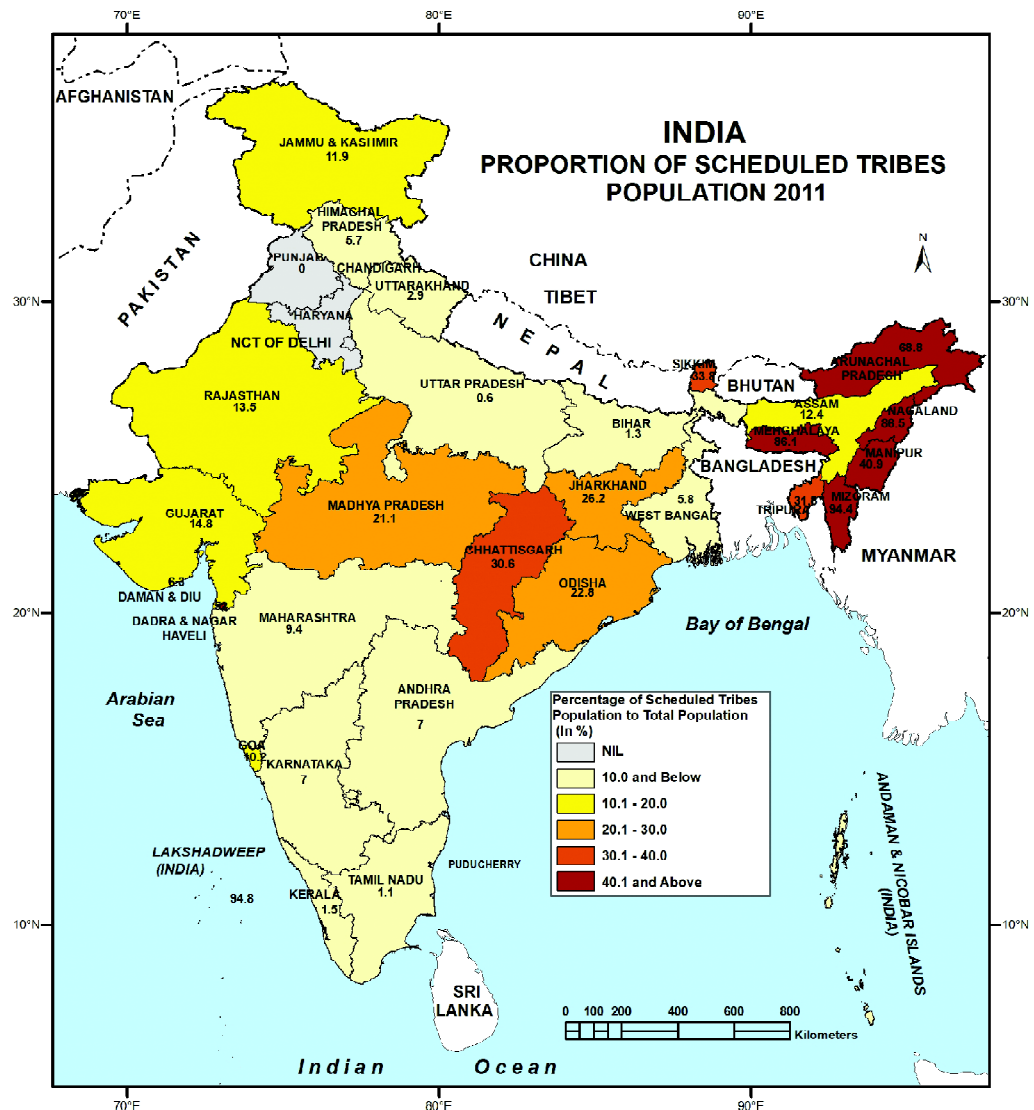 70°E
80°E
90°E
AFGHANISTAN
JAMMU & KASHMIR
11.9
INDIA
PROPORTION OF SCHEDULED TRIBES
POPULATION 2011
HIMACHAL
PRADESH
5.7
PAKISTAN
PUNJAB
0
CHANDIGARH
UTTARAKHAND
2.9
CHINA
TIBET
N
30°N
30°N
HARYANA
NCT OF DELHI
NEPAL
SIKKIM
33.8
BHUTAN
ARUNACHAL
PRADESH
RAJASTHAN
13.5
UTTAR PRADESH
0.6
BIHAR
1.3
ASSAM
12.4
NAGALAND
86.5
MEGHALAYA
86.1
MANIPUR
40.9
BANGLADESH
JHARKHAND
26.2
MADHYA PRADESH
21.1
GUJARAT
14.8
5.8
WEST BANGAL
TRIPURA
MIZORAM
94.4
CHHATTISGARH
30.6
MYANMAR
ODISHA
22.8
6.3
DAMAN & DIU
DADRA & NAGAR
HAVELI
20°N
20°N
MAHARASHTRA
9.4
Bay of Bengal
Arabian
Sea
ANDHRA
PRADESH
7
Percentage of Scheduled Tribes
Population to Total Population
(In %)
NIL
10.0 and Below
10.1 - 20.0
20.1 - 30.0
30.1 - 40.0
40.1 and Above
GOA
10.2
KARNATAKA
7
ANDAMAN & NICOBAR ISLANDS
(INDIA)
LAKSHADWEEP
(INDIA)
94.8
PUDUCHERRY
TAMIL NADU
1.1
KERALA
1.5
10°N
10°N
SRI
LANKA
0 100 200 400 600 800
Kilometers
Indian Ocean
70°E
80°E
90°E